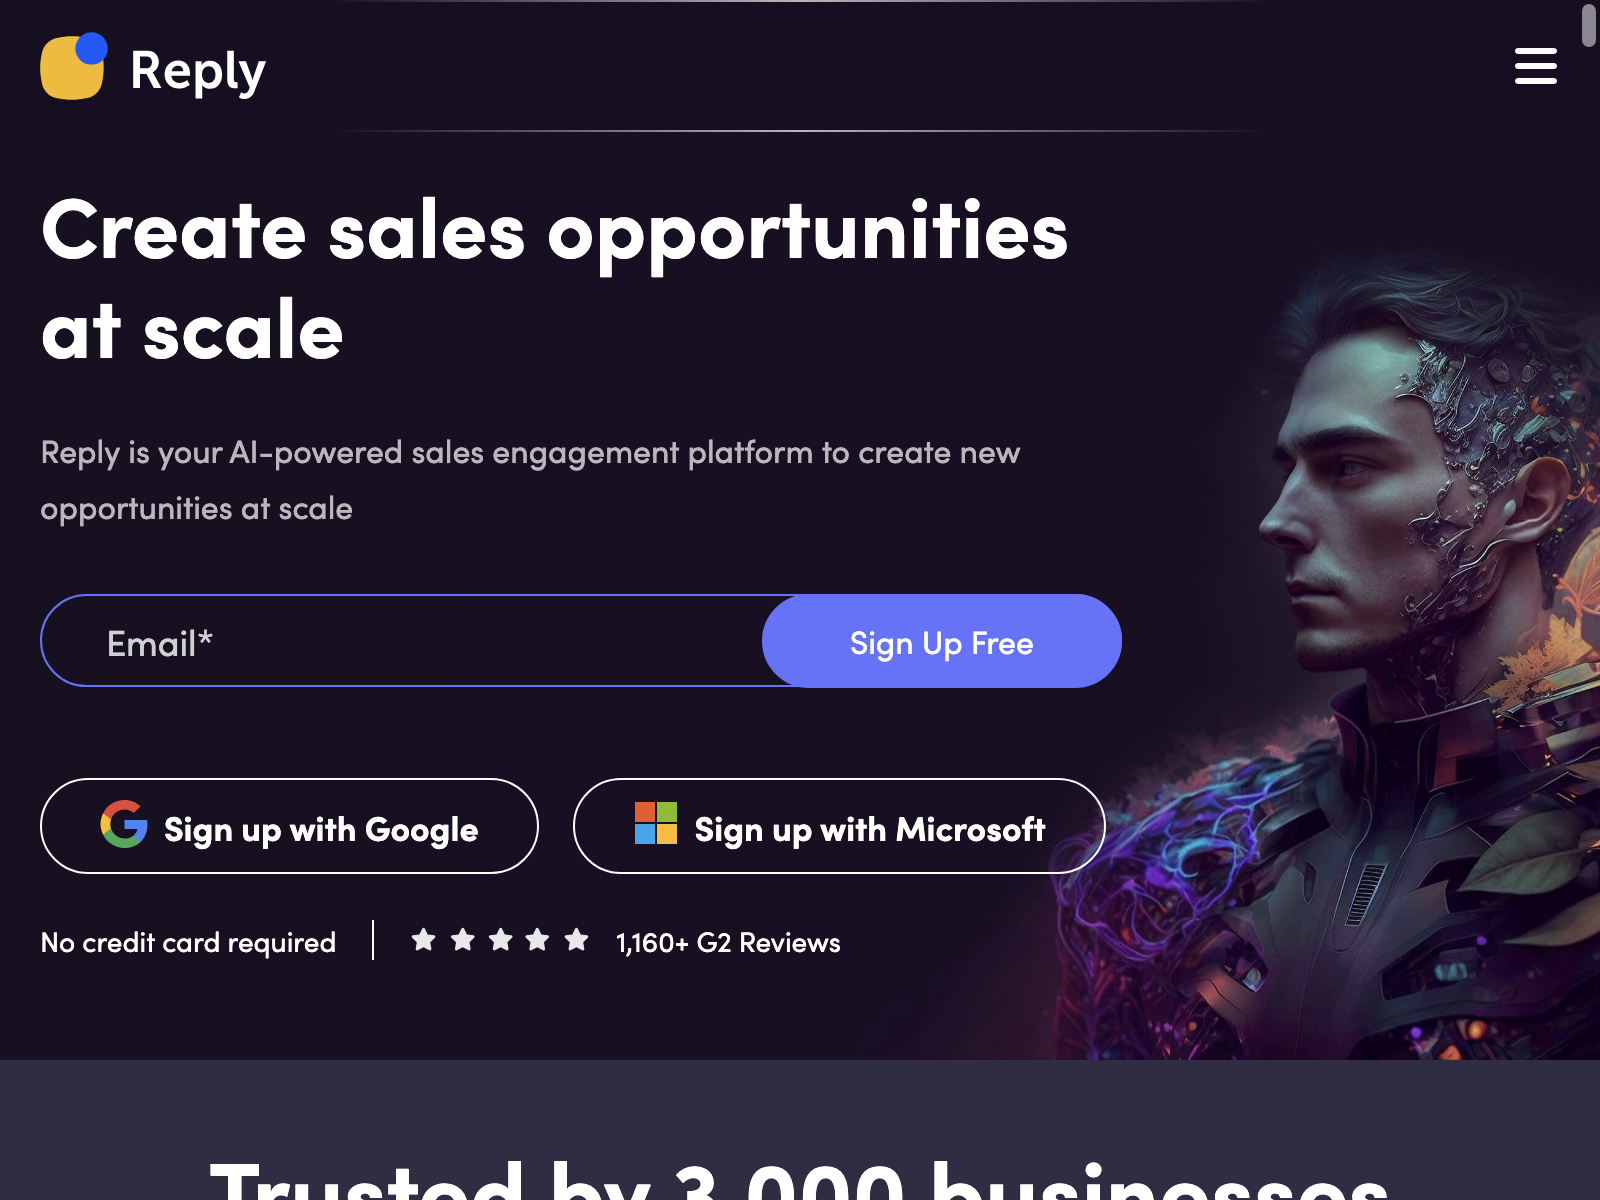 Reply
Create sales opportunities
at scale
Reply is your AI-powered sales engagement platform to create new
opportunities at scale
Email*
Sign Up Free
Sign up with Google
Sign up with Microsoft
No credit card required
1,160+ G2 Reviews
Trusted by 3,000 businesses